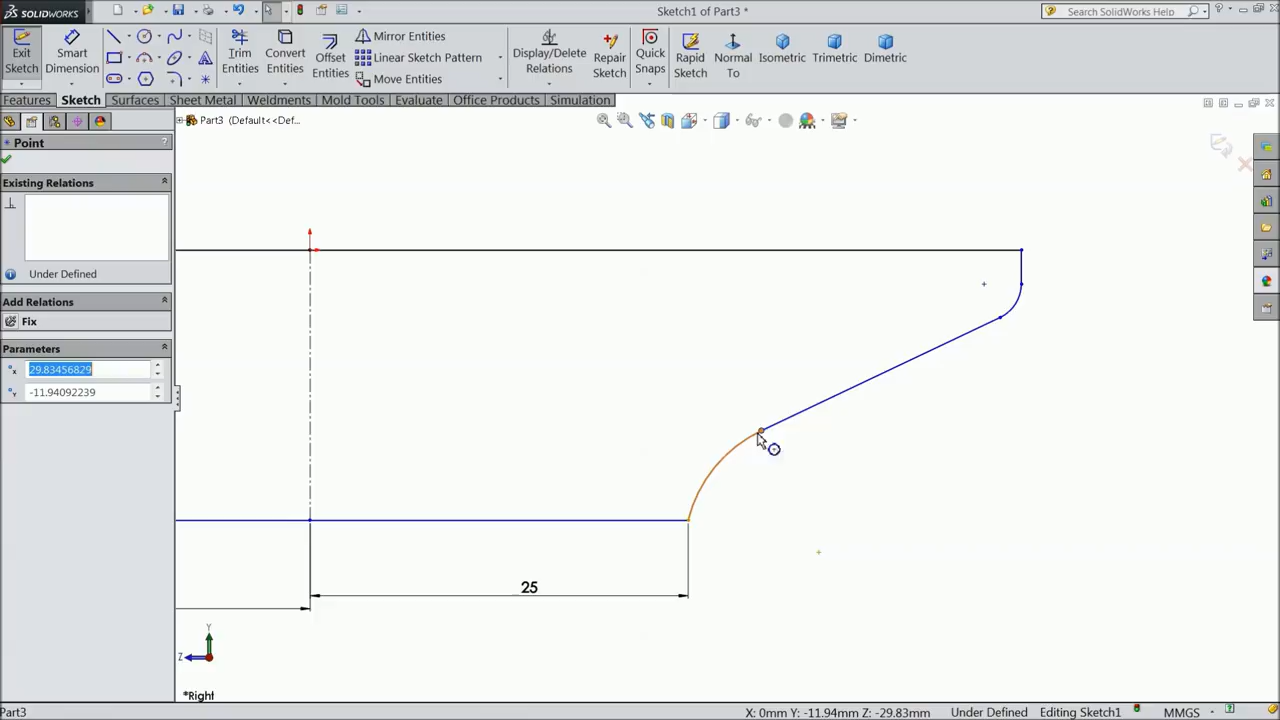 SOLIDWORKS
Sketch1 of Part3 *
Search SolidWorks Help
Exit Sketch
Smart Dimension
Trim Entities
Convert Entities
Offset Entities
Mirror Entities
Linear Sketch Pattern
Move Entities
Display/Delete Relations
Repair Sketch
Quick Snaps
Rapid Sketch
Normal To
Isometric
Trimetric
Dimetric
Features
Sketch
Surfaces
Sheet Metal
Weldments
Mold Tools
Evaluate
Office Products
Simulation
Part3 (Default<<Def...
Point
?
Existing Relations
Under Defined
Add Relations
Fix
Parameters
29.83456829
-11.94092239
25
Y
Z
*Right
Part3
X: 0mm Y: -11.94mm Z: -29.83mm
Under Defined
Editing Sketch1
MMGS